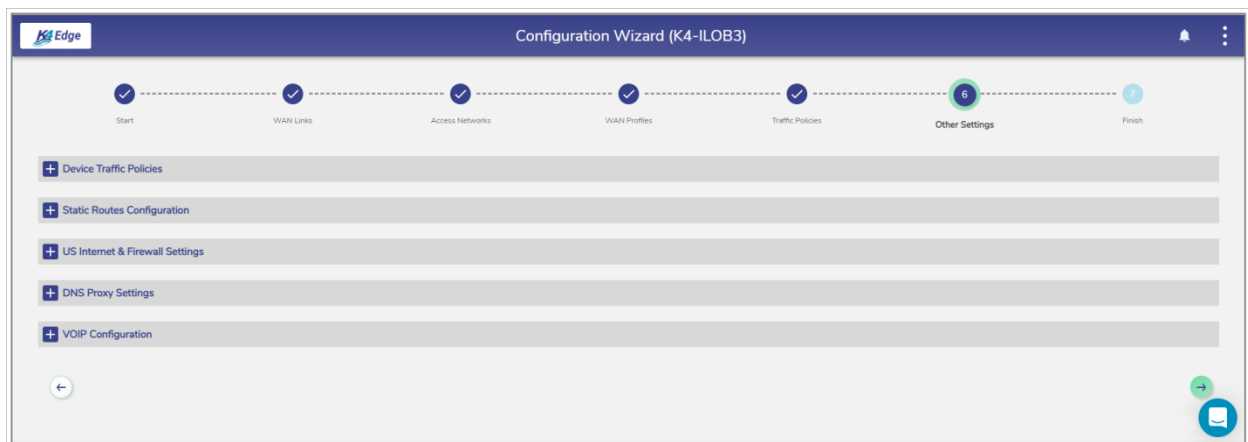 K4 Edge
Configuration Wizard (K4-ILOB3)
6
7
Start
WAN Links
Access Networks
WAN Profiles
Traffic Policies
Other Settings
Finish
Device Traffic Policies
Static Routes Configuration
US Internet & Firewall Settings
DNS Proxy Settings
VOIP Configuration